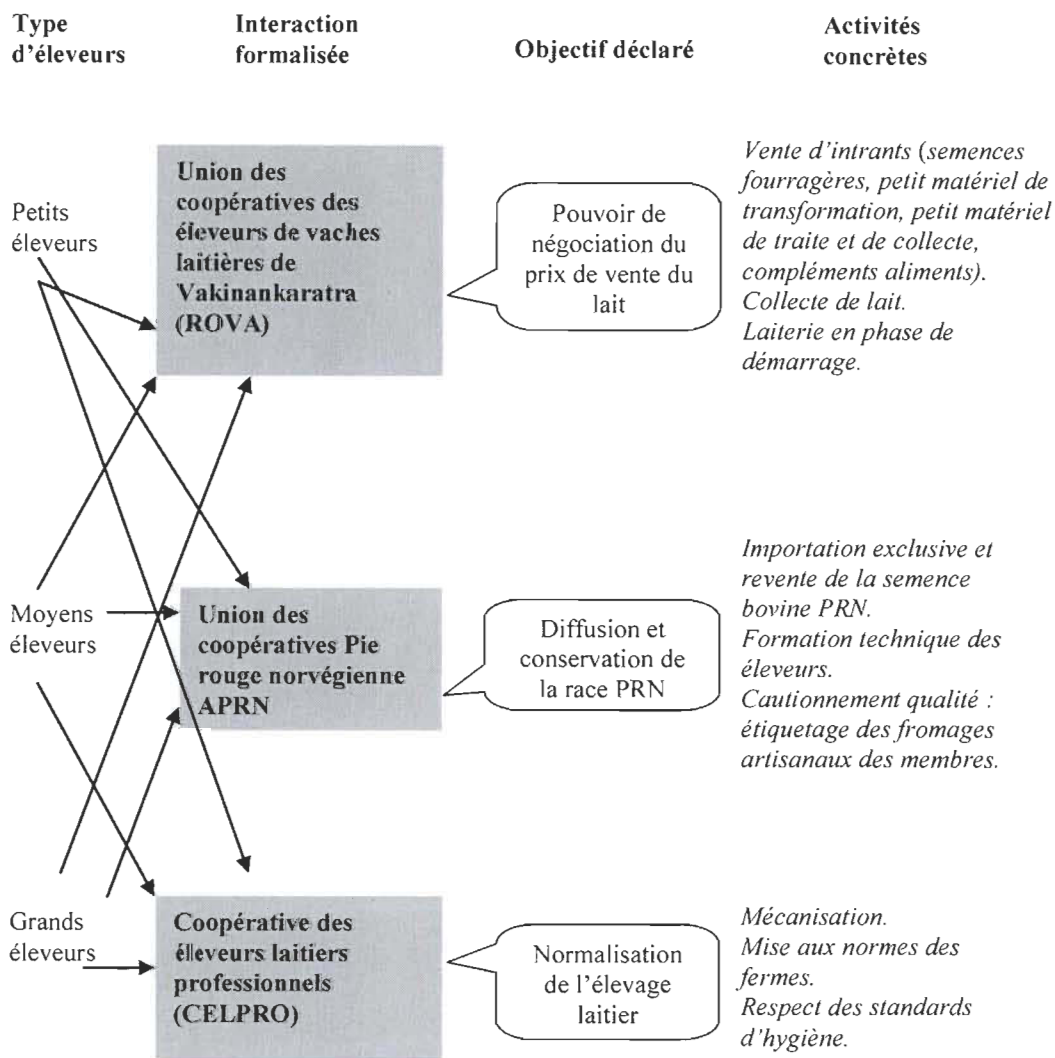 Type
d'éleveurs
Interaction
formalisée
Objectif déclaré
Activités
concrètes
Petits
éleveurs
Union des
coopératives des
éleveurs de vaches
laitières de
Vakinankaratra
(ROVA)
Pouvoir de
négociation du
prix de vente du
lait
Vente d'intrants (semences
fourragères, petit matériel de
transformation, petit matériel
de traite et de collecte,
compléments aliments).
Collecte de lait.
Laiterie en phase de
démarrage.
Moyens
éleveurs
Union des
coopératives Pie
rouge norvégienne
APRN
Diffusion et
conservation de
la race PRN
Importation exclusive et
revente de la semence
bovine PRN.
Formation technique des
éleveurs.
Cautionnement qualité :
étiquetage des fromages
artisanaux des membres.
Grands
éleveurs
Coopérative des
éleveurs laitiers
professionnels
(CELPRO)
Normalisation
de l'élevage
laitier
Mécanisation.
Mise aux normes des
fermes.
Respect des standards
d'hygiène.